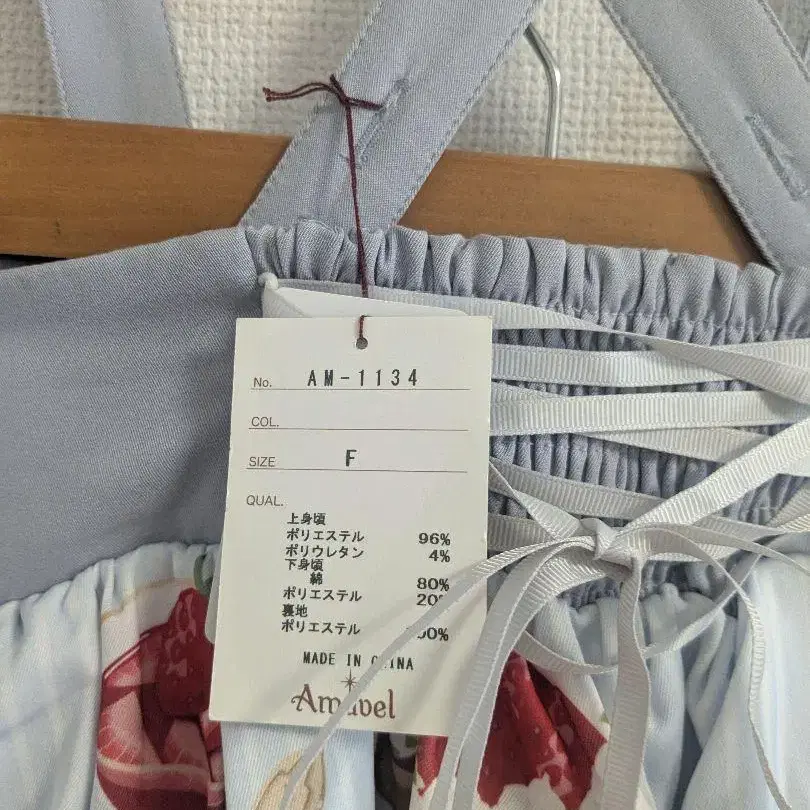 No. AM-1134
COL.
SIZE F
QUAL.
上身頃
ポリエステル 96%
ポリウレタン 4%
下身頃
綿 80%
ポリエステル 20%
裏地
ポリエステル 100%
MADE IN CHINA
Amavel